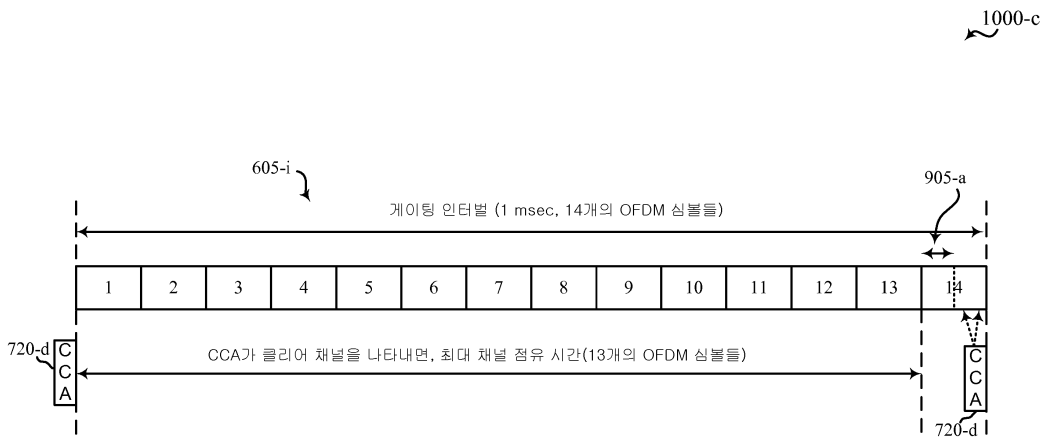 1000-c
605-i
905-a
게이팅 인터벌 (1 msec, 14개의 OFDM 심볼들)
1 2 3 4 5 6 7 8 9 10 11 12 13 14
720-d
CCA
CCA가 클리어 채널을 나타내면, 최대 채널 점유 시간(13개의 OFDM 심볼들)
CCA
720-d